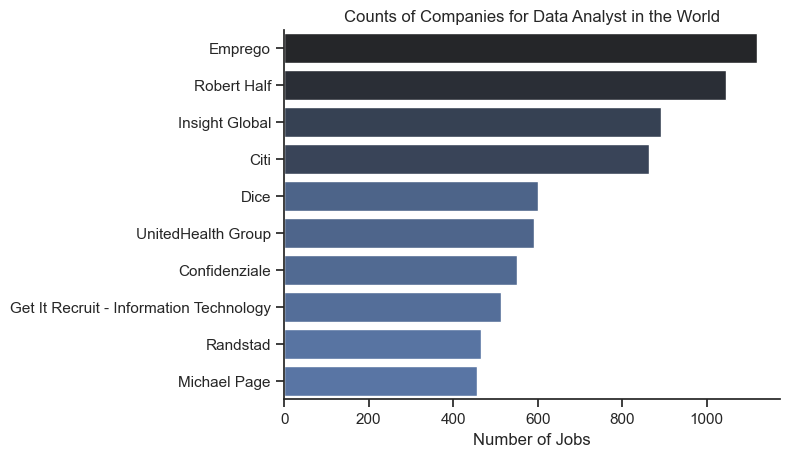 Counts of Companies for Data Analyst in the World
Emprego
Robert Half
Insight Global
Citi
Dice
UnitedHealth Group
Confidenziale
Get It Recruit - Information Technology
Randstad
Michael Page
0 200 400 600 800 1000
Number of Jobs